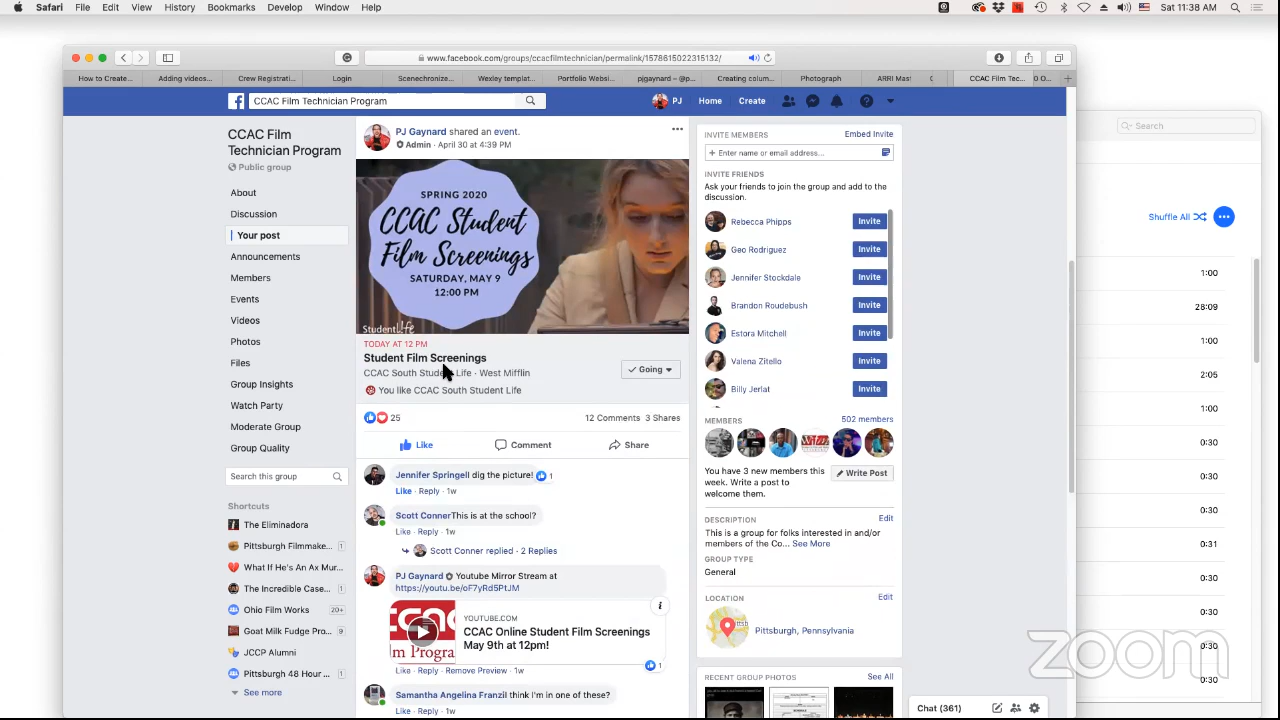 Safari File Edit View History Bookmarks Develop Window Help
Sat 11:38 AM
www.facebook.com/groups/ccacfilmtechnician/permalink/1578615022315132/
How to Create... Adding videos... Crew Registrati... Login Scenechronize... Wexley templat... Portfolio Websi... pjgaynard – @p... Creating colum... Photograph ARRI Mast CCAC Film Tec...
CCAC Film Technician Program
PJ Home Create
Search
CCAC Film
Technician Program
Public group
About
Discussion
Your post
Announcements
Members
Events
Videos
Photos
Files
Group Insights
Watch Party
Moderate Group
Group Quality
Search this group
Shortcuts
The Eliminadora
Pittsburgh Filmmake... 1
What If He's An Ax Mur...
The Incredible Case... 1
Ohio Film Works 20+
Goat Milk Fudge Pro... 9
JCCP Alumni
Pittsburgh 48 Hour ... 1
See more
PJ Gaynard shared an event.
Admin · April 30 at 4:39 PM
SPRING 2020
CCAC Student
Film Screenings
SATURDAY, MAY 9
12:00 PM
Student Life
TODAY AT 12 PM
Student Film Screenings
CCAC South Student Life · West Mifflin
You like CCAC South Student Life
Going
25
12 Comments 3 Shares
Like Comment Share
Jennifer Springell dig the picture! 1
Like · Reply · 1w
Scott Conner This is at the school?
Like · Reply · 1w
Scott Conner replied · 2 Replies
PJ Gaynard Youtube Mirror Stream at
https://youtu.be/oF7yRd5PtJM
YOUTUBE.COM
CCAC Online Student Film Screenings
May 9th at 12pm!
Like · Reply · Remove Preview · 1w 1
Samantha Angelina Franzil think I'm in one of these?
Like · Reply · 1w
INVITE MEMBERS Embed Invite
+ Enter name or email address...
INVITE FRIENDS
Ask your friends to join the group and add to the
discussion.
Rebecca Phipps Invite
Geo Rodriguez Invite
Jennifer Stockdale Invite
Brandon Roudebush Invite
Estora Mitchell Invite
Valena Zitello Invite
Billy Jerlat Invite
MEMBERS 502 members
You have 3 new members this
week. Write a post to
welcome them.
Write Post
DESCRIPTION Edit
This is a group for folks interested in and/or
members of the Co... See More
GROUP TYPE
General
LOCATION Edit
Pittsburgh, Pennsylvania
RECENT GROUP PHOTOS See All
Chat (361)
Shuffle All
1:00
28:09
1:00
2:05
1:00
0:30
0:30
0:31
0:30
0:30
0:30
0:30
zoom